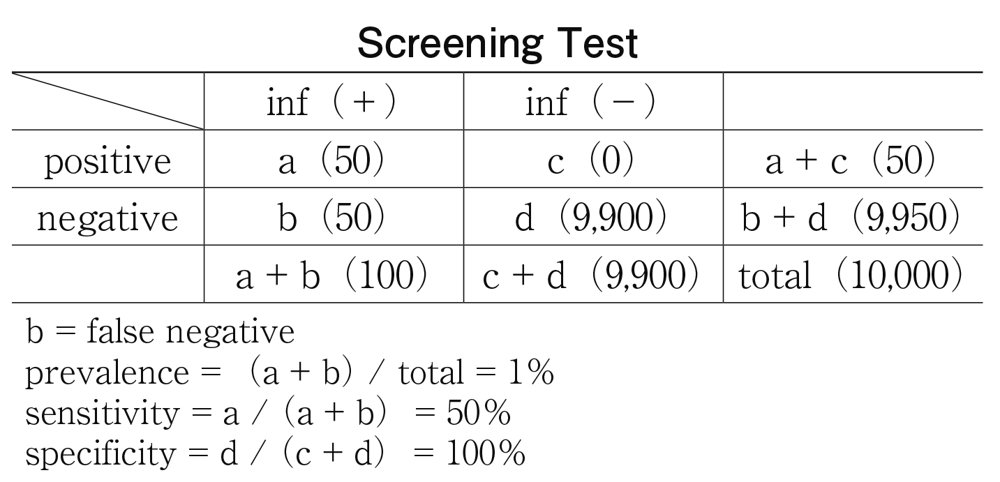 Screening Test
inf (+) inf (−)
positive a (50) c (0) a + c (50)
negative b (50) d (9,900) b + d (9,950)
a + b (100) c + d (9,900) total (10,000)
b = false negative
prevalence = (a + b) / total = 1%
sensitivity = a / (a + b) = 50%
specificity = d / (c + d) = 100%